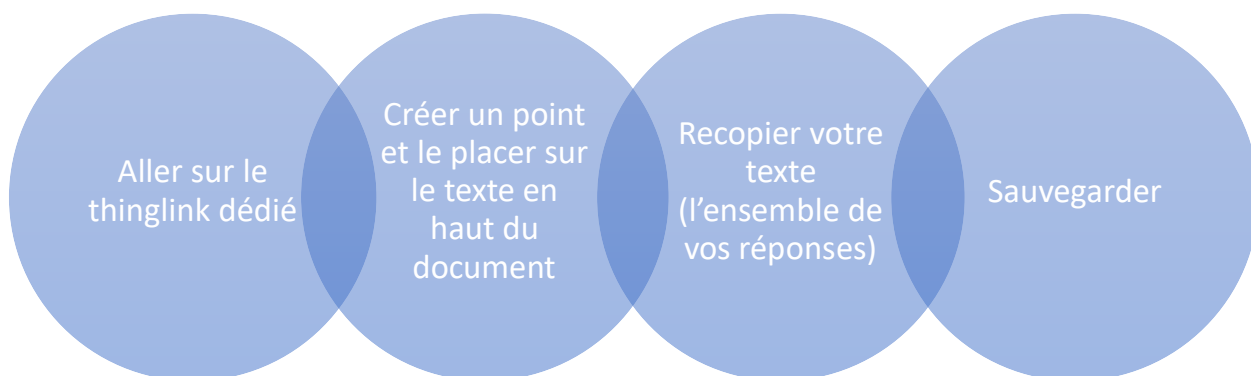 Aller sur le
thinglink dédié
Créer un point
et le placer sur
le texte en
haut du
document
Recopier votre
texte
(l’ensemble de
vos réponses)
Sauvegarder